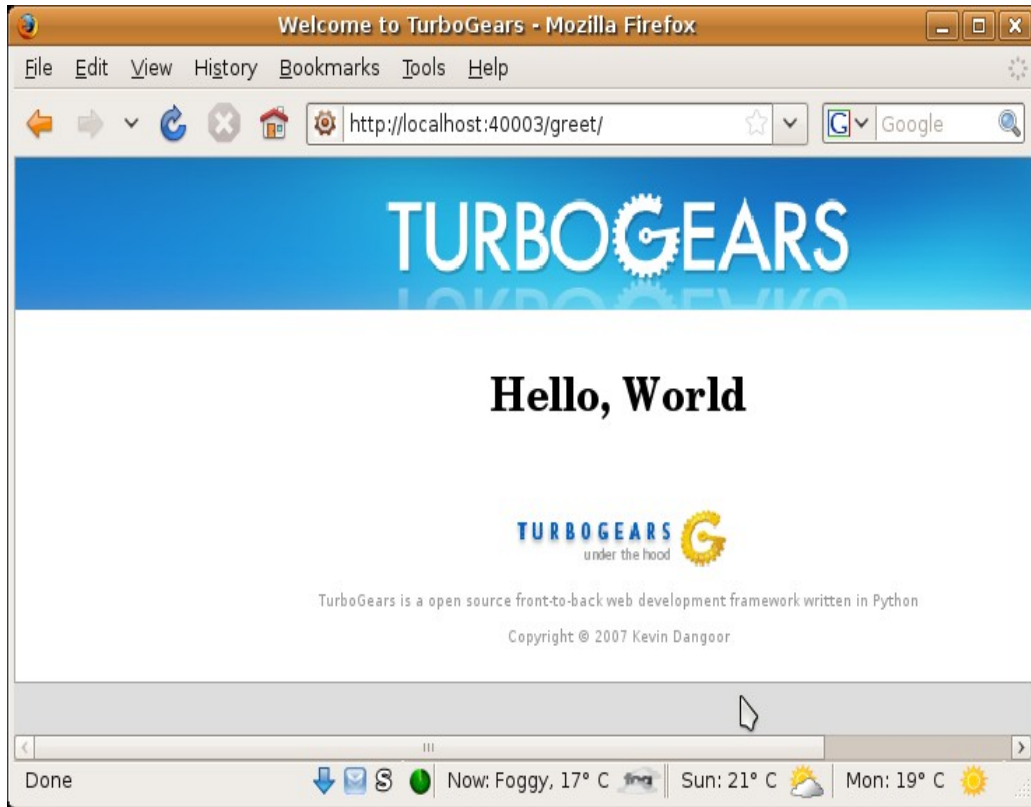 Welcome to TurboGears - Mozilla Firefox
File Edit View History Bookmarks Tools Help
http://localhost:40003/greet/
G Google
TURBOGEARS
Hello, World
TURBOGEARS
under the hood
TurboGears is a open source front-to-back web development framework written in Python
Copyright © 2007 Kevin Dangoor
Done S Now: Foggy, 17° C fog Sun: 21° C Mon: 19° C